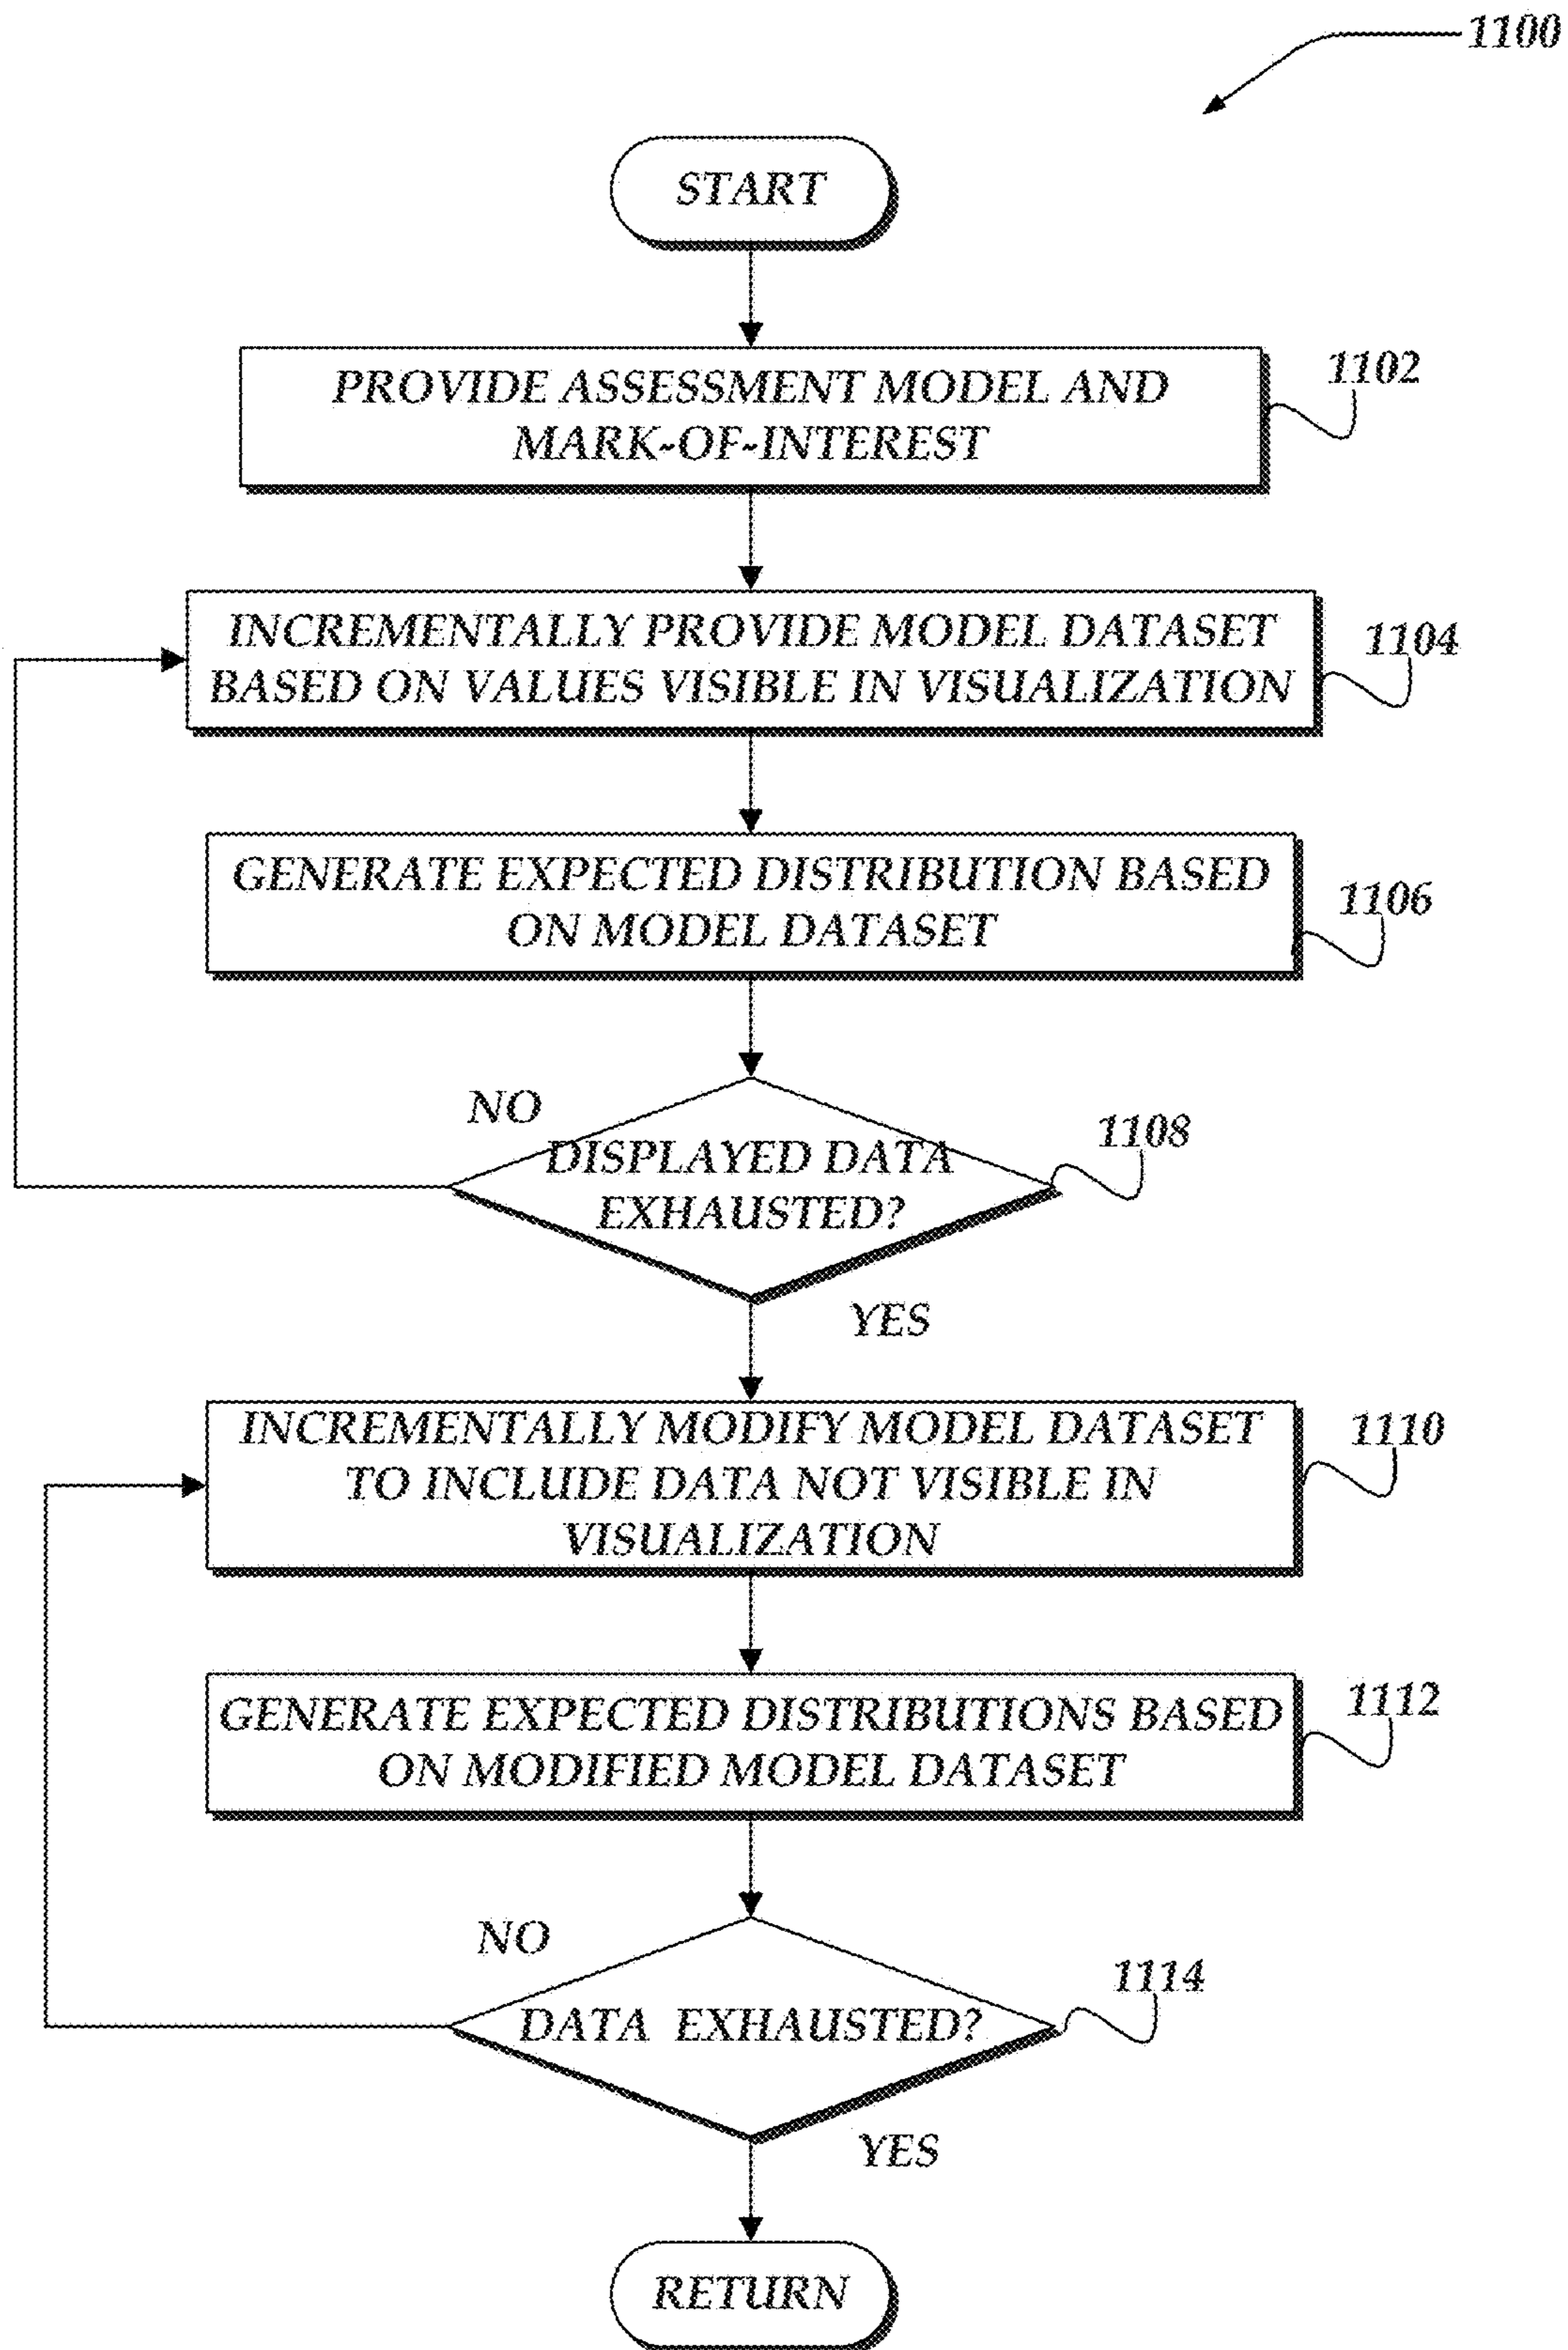 1100
START
PROVIDE ASSESSMENT MODEL AND
MARK-OF-INTEREST
1102
INCREMENTALLY PROVIDE MODEL DATASET
BASED ON VALUES VISIBLE IN VISUALIZATION
1104
GENERATE EXPECTED DISTRIBUTION BASED
ON MODEL DATASET
1106
NO
DISPLAYED DATA
EXHAUSTED?
1108
YES
INCREMENTALLY MODIFY MODEL DATASET
TO INCLUDE DATA NOT VISIBLE IN
VISUALIZATION
1110
GENERATE EXPECTED DISTRIBUTIONS BASED
ON MODIFIED MODEL DATASET
1112
NO
DATA EXHAUSTED?
1114
YES
RETURN